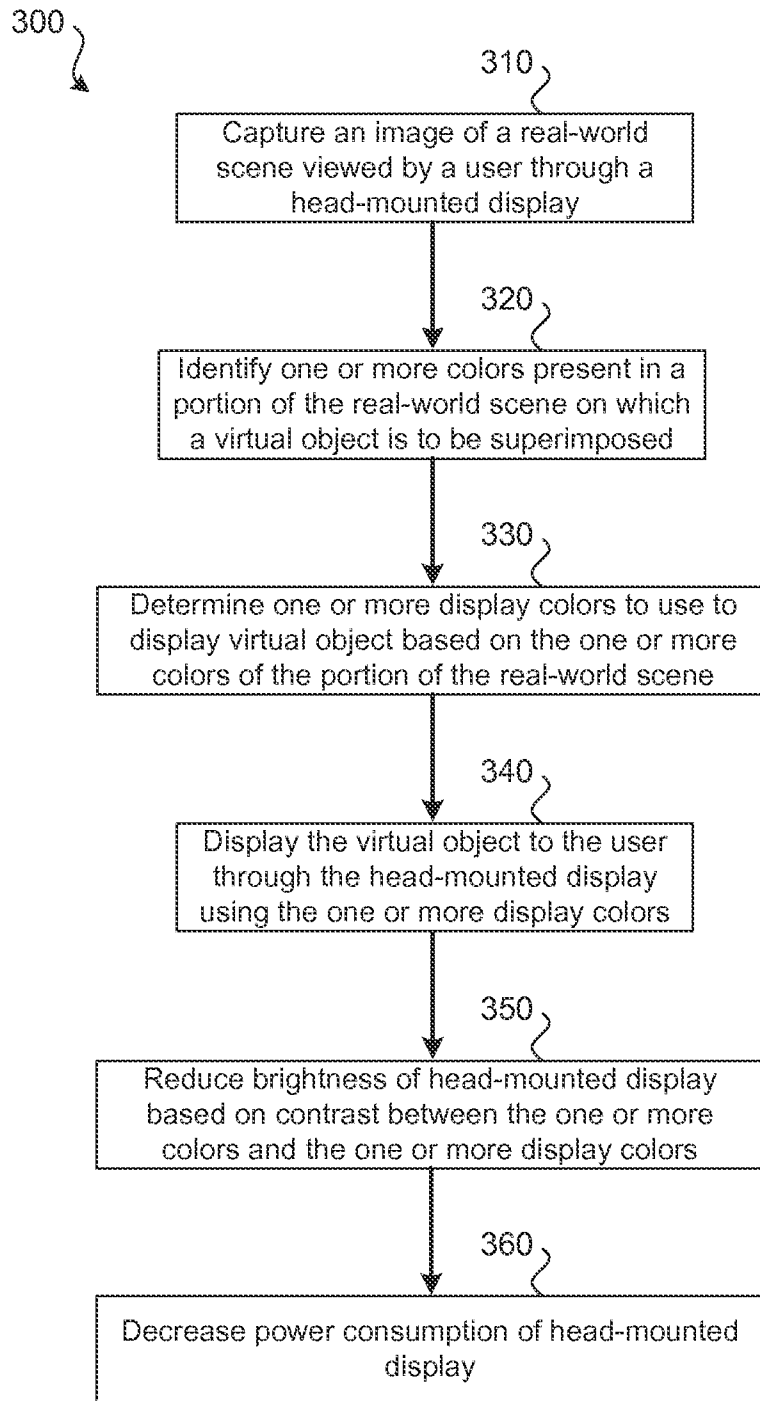 300
310
Capture an image of a real-world
scene viewed by a user through a
head-mounted display
320
Identify one or more colors present in a
portion of the real-world scene on which
a virtual object is to be superimposed
330
Determine one or more display colors to use to
display virtual object based on the one or more
colors of the portion of the real-world scene
340
Display the virtual object to the user
through the head-mounted display
using the one or more display colors
350
Reduce brightness of head-mounted display
based on contrast between the one or more
colors and the one or more display colors
360
Decrease power consumption of head-mounted
display